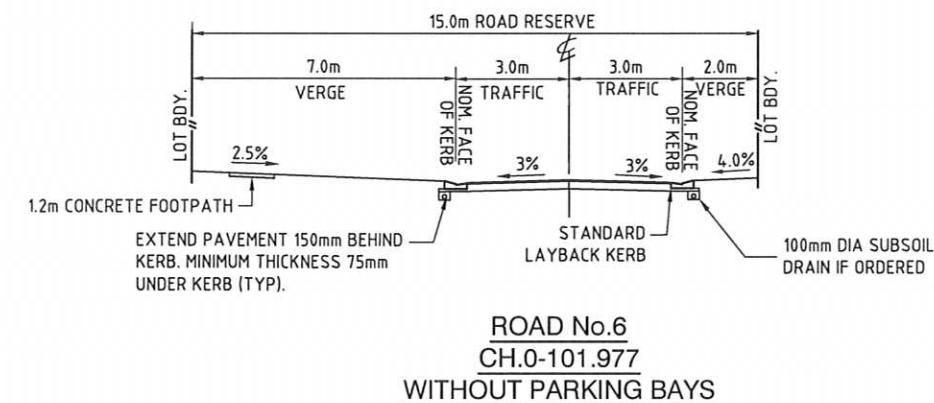 15.0m ROAD RESERVE
℄
7.0m
3.0m
3.0m
2.0m
VERGE
TRAFFIC
TRAFFIC
VERGE
LOT BDY.
NOM. FACE
OF KERB
NOM. FACE
OF KERB
LOT BDY.
2.5%
3%
3%
4.0%
1.2m CONCRETE FOOTPATH
EXTEND PAVEMENT 150mm BEHIND
KERB. MINIMUM THICKNESS 75mm
UNDER KERB (TYP).
STANDARD
LAYBACK KERB
100mm DIA SUBSOIL
DRAIN IF ORDERED
ROAD No.6
CH.0-101.977
WITHOUT PARKING BAYS